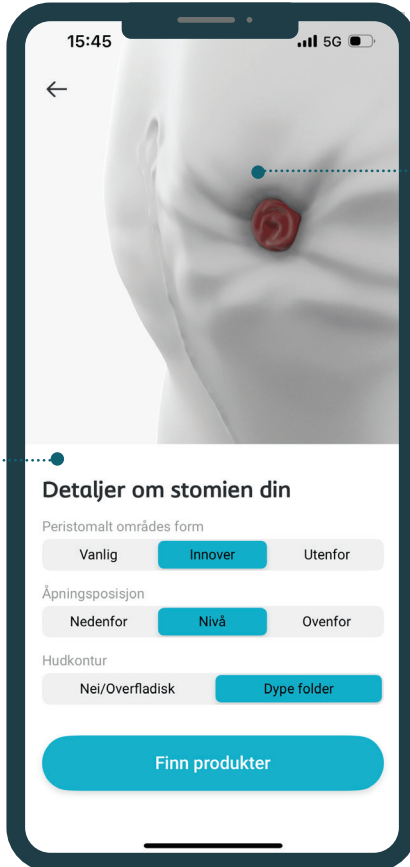 15:45 5G
Detaljer om stomien din
Peristomalt områdes form
Vanlig Innover Utenfor
Åpningsposisjon
Nedenfor Nivå Ovenfor
Hudkontur
Nei/Overfladisk Dype folder
Finn produkter